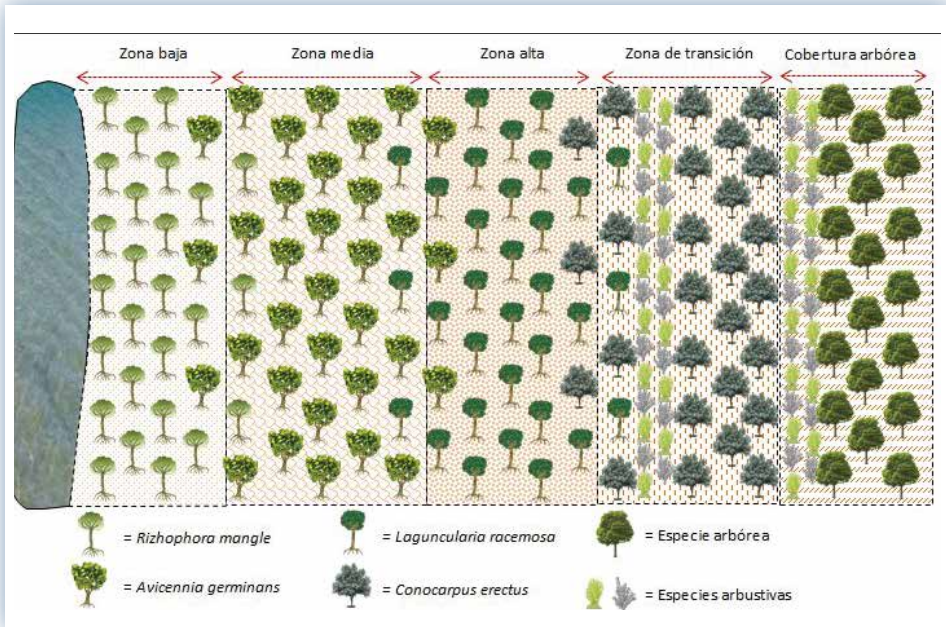 Zona baja
Zona media
Zona alta
Zona de transición
Cobertura arbórea
= Rizhophora mangle
= Laguncularia racemosa
= Especie arbórea
= Avicennia germinans
= Conocarpus erectus
= Especies arbustivas